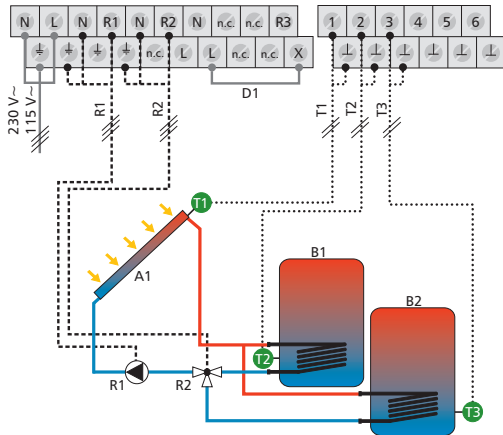 N L R1 N R2 N n.c. n.c. R3
n.c. L L n.c. n.c. X
D1
1 2 3 4 5 6
230 V~
115 V~
R1
R2
T1
T2
T3
T1
A1
B1
B2
T2
T3
R1
R2